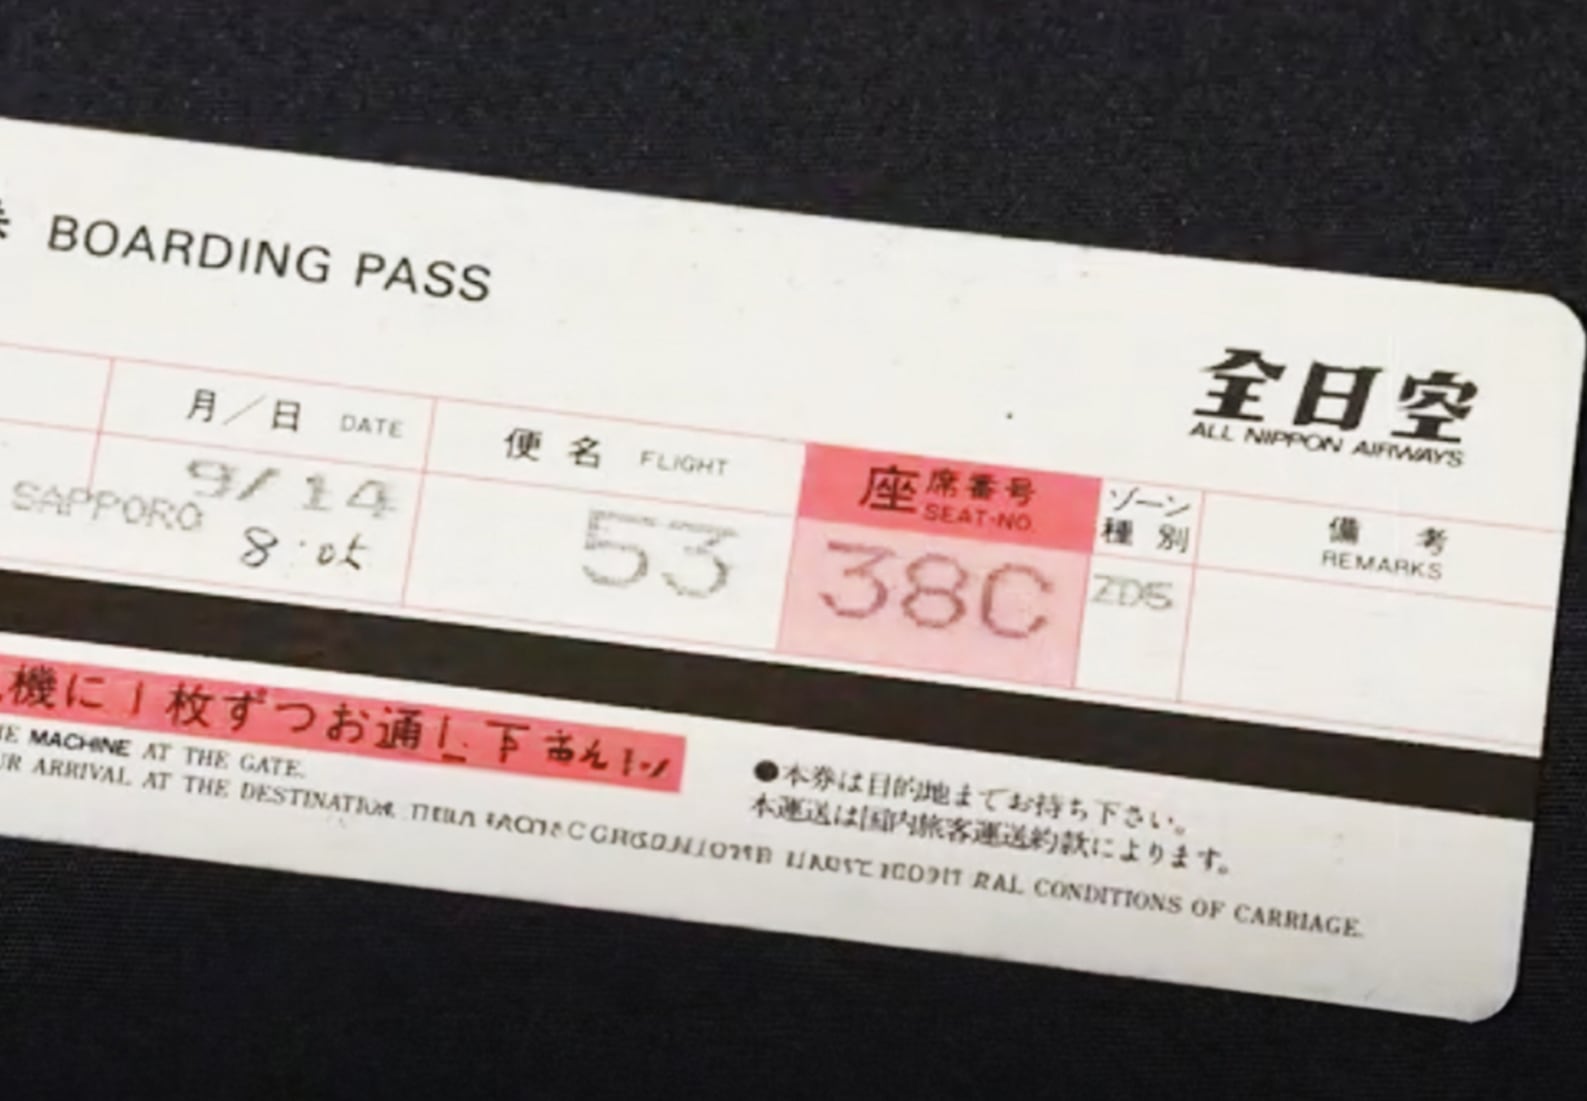 BOARDING PASS
全日空
ALL NIPPON AIRWAYS
月/日 DATE
便名 FLIGHT
座席番号
SEAT-NO.
ゾーン
種別
備考
REMARKS
9/14
SAPPORO
8:05
53
38C
ZDS
機に1枚ずつお通し下
MACHINE AT THE GATE.
ARRIVAL AT THE DESTINATION.
●本券は目的地までお持ち下さい。
本運送は国内旅客運送約款によります。
CONDITIONS OF CARRIAGE.